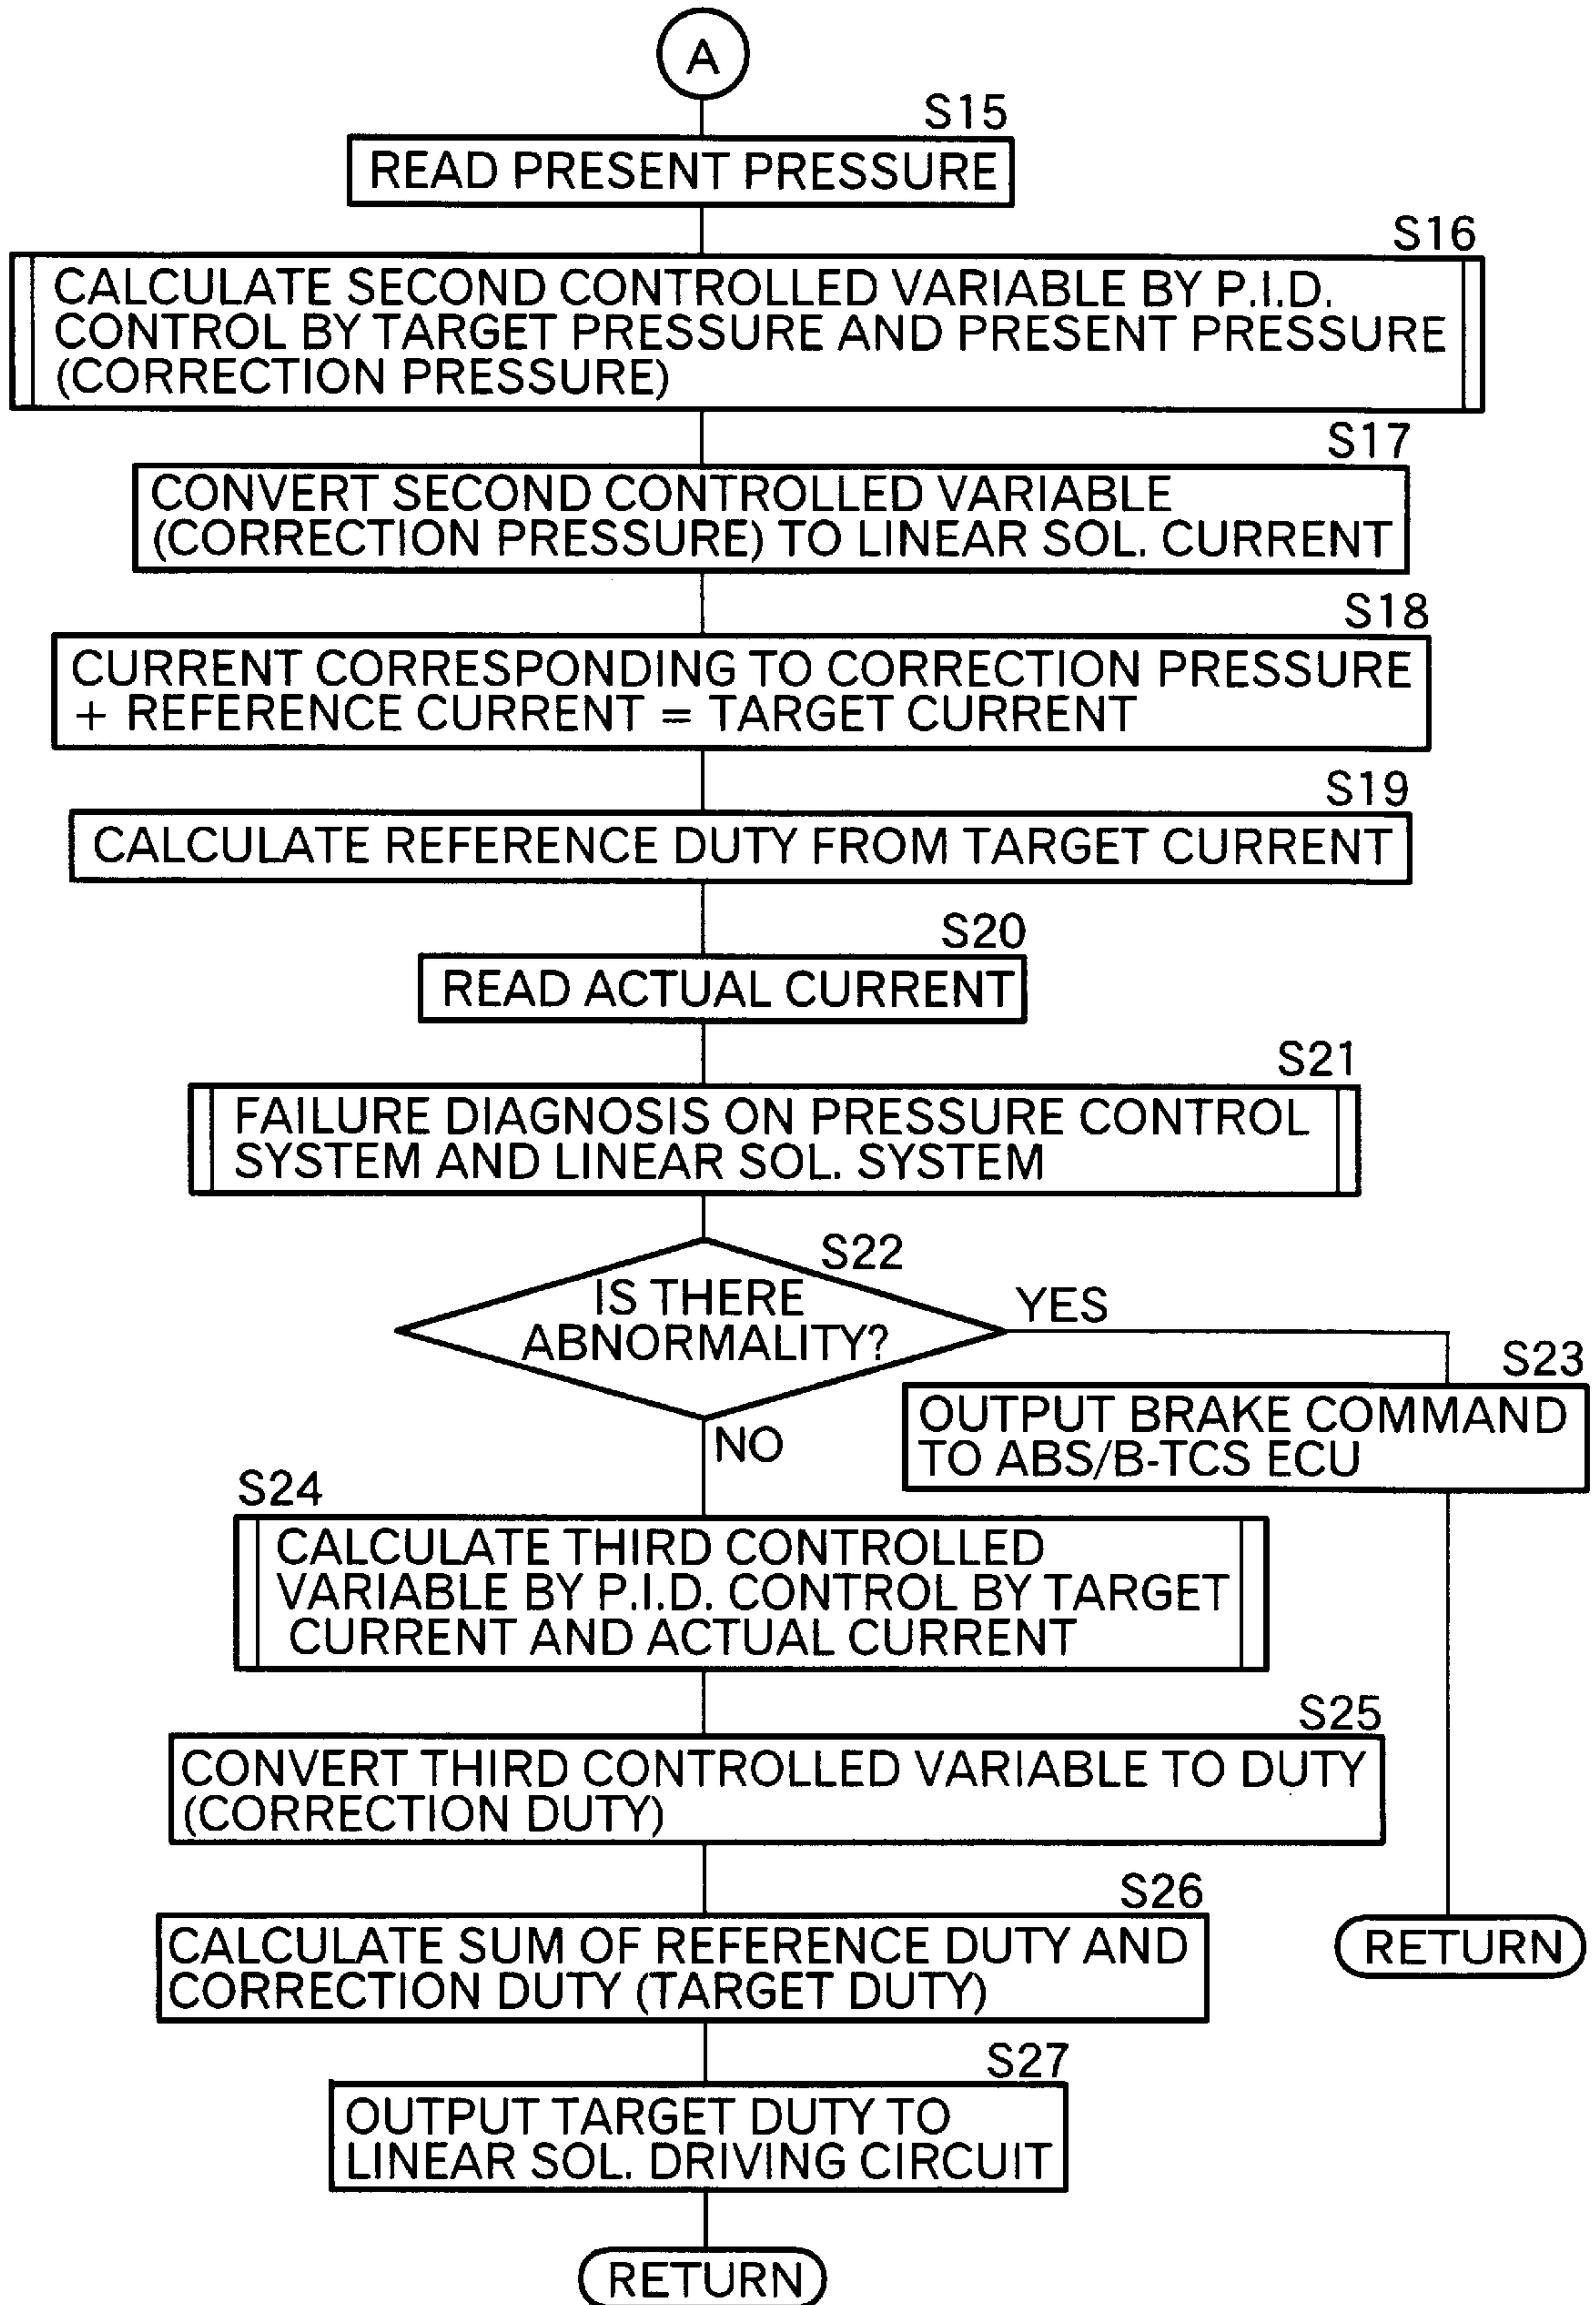 A
S15
READ PRESENT PRESSURE
S16
CALCULATE SECOND CONTROLLED VARIABLE BY P.I.D.
CONTROL BY TARGET PRESSURE AND PRESENT PRESSURE
(CORRECTION PRESSURE)
S17
CONVERT SECOND CONTROLLED VARIABLE
(CORRECTION PRESSURE) TO LINEAR SOL. CURRENT
S18
CURRENT CORRESPONDING TO CORRECTION PRESSURE
+ REFERENCE CURRENT = TARGET CURRENT
S19
CALCULATE REFERENCE DUTY FROM TARGET CURRENT
S20
READ ACTUAL CURRENT
S21
FAILURE DIAGNOSIS ON PRESSURE CONTROL
SYSTEM AND LINEAR SOL. SYSTEM
S22
IS THERE
ABNORMALITY?
YES
NO
S23
OUTPUT BRAKE COMMAND
TO ABS/B-TCS ECU
RETURN
S24
CALCULATE THIRD CONTROLLED
VARIABLE BY P.I.D. CONTROL BY TARGET
CURRENT AND ACTUAL CURRENT
S25
CONVERT THIRD CONTROLLED VARIABLE TO DUTY
(CORRECTION DUTY)
S26
CALCULATE SUM OF REFERENCE DUTY AND
CORRECTION DUTY (TARGET DUTY)
S27
OUTPUT TARGET DUTY TO
LINEAR SOL. DRIVING CIRCUIT
RETURN